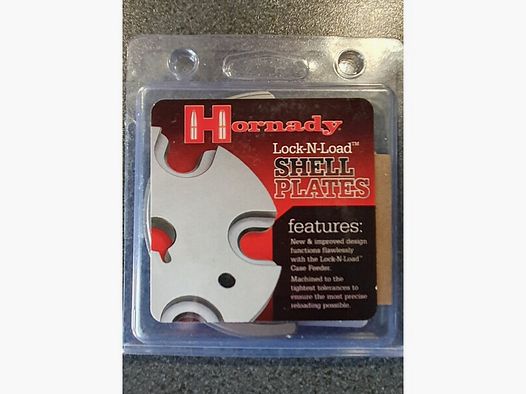 Hornady
Lock-N-Load™
SHELL
PLATES
features:
New & improved design
functions flawlessly
with the Lock-N-Load™
Case Feeder.
Machined to the
tightest tolerances to
ensure the most precise
reloading possible.